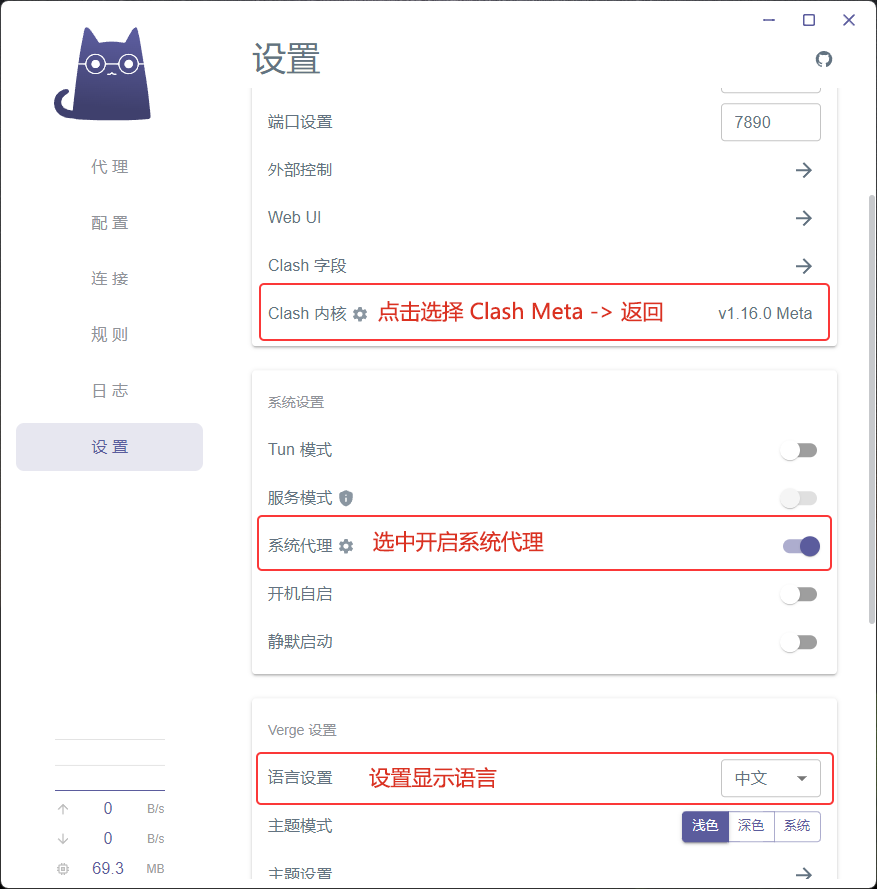 设置
代 理
配 置
连 接
规 则
日 志
设 置
0 B/s
0 B/s
69.3 MB
端口设置 7890
外部控制
Web UI
Clash 字段
Clash 内核 点击选择 Clash Meta -> 返回 v1.16.0 Meta
系统设置
Tun 模式
服务模式
系统代理 选中开启系统代理
开机自启
静默启动
Verge 设置
语言设置 设置显示语言 中文
主题模式 浅色 深色 系统
主题设置